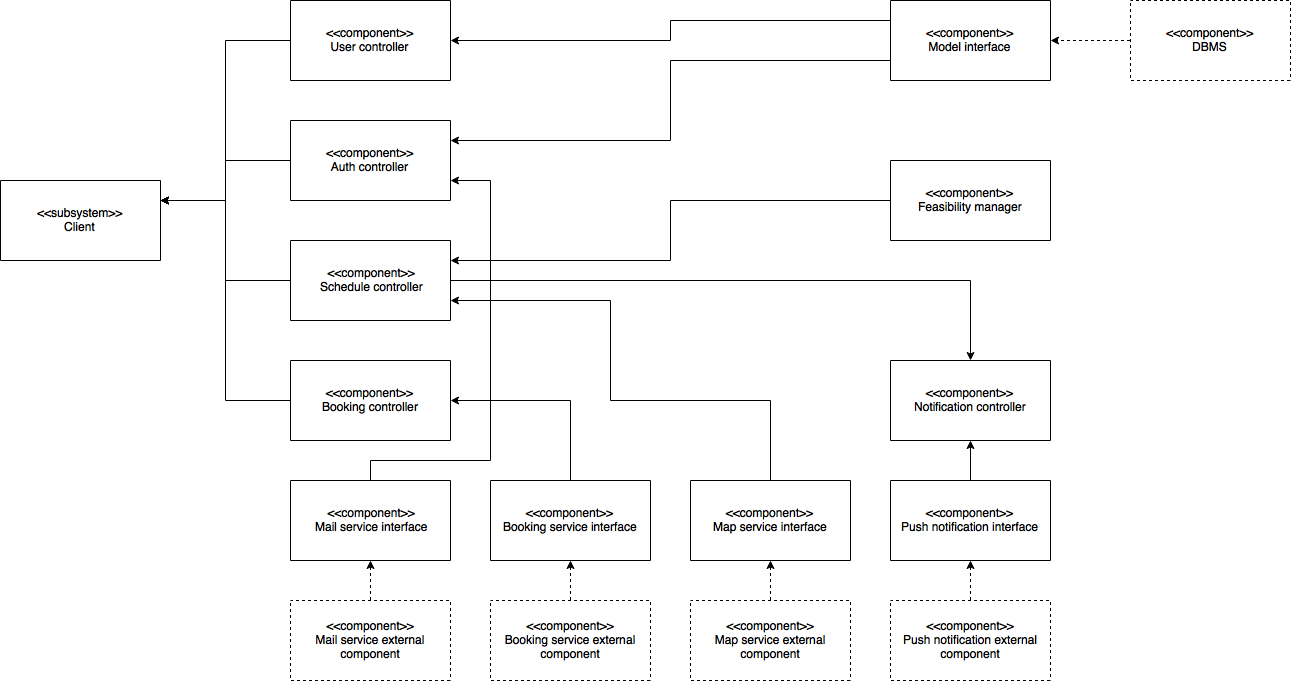 <<component>>
User controller
<<component>>
Model interface
<<component>>
DBMS
<<component>>
Auth controller
<<component>>
Feasibility manager
<<subsystem>>
Client
<<component>>
Schedule controller
<<component>>
Booking controller
<<component>>
Notification controller
<<component>>
Mail service interface
<<component>>
Booking service interface
<<component>>
Map service interface
<<component>>
Push notification interface
<<component>>
Mail service external
component
<<component>>
Booking service external
component
<<component>>
Map service external
component
<<component>>
Push notification external
component